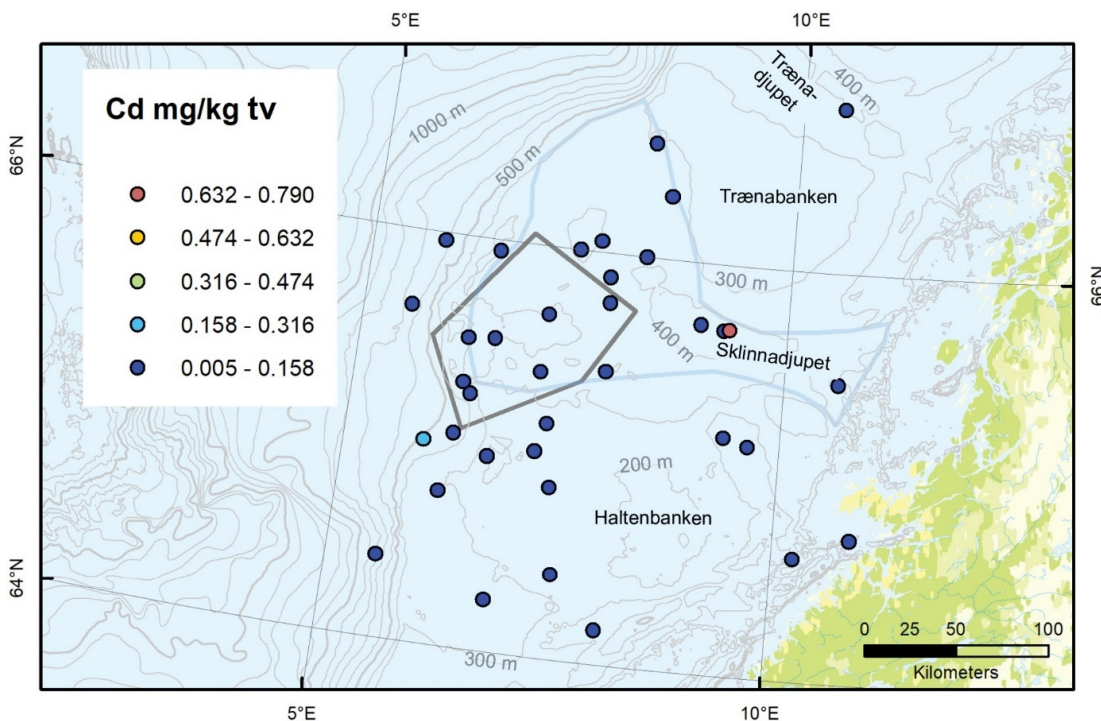 5°E
10°E
Cd mg/kg tv
0.632 - 0.790
0.474 - 0.632
0.316 - 0.474
0.158 - 0.316
0.005 - 0.158
Træna-
djupet
400 m
1000 m
500 m
66°N
Trænabanken
300 m
66°N
400 m
Sklinnadjupet
200 m
Haltenbanken
64°N
300 m
0 25 50 100
Kilometers
5°E
10°E